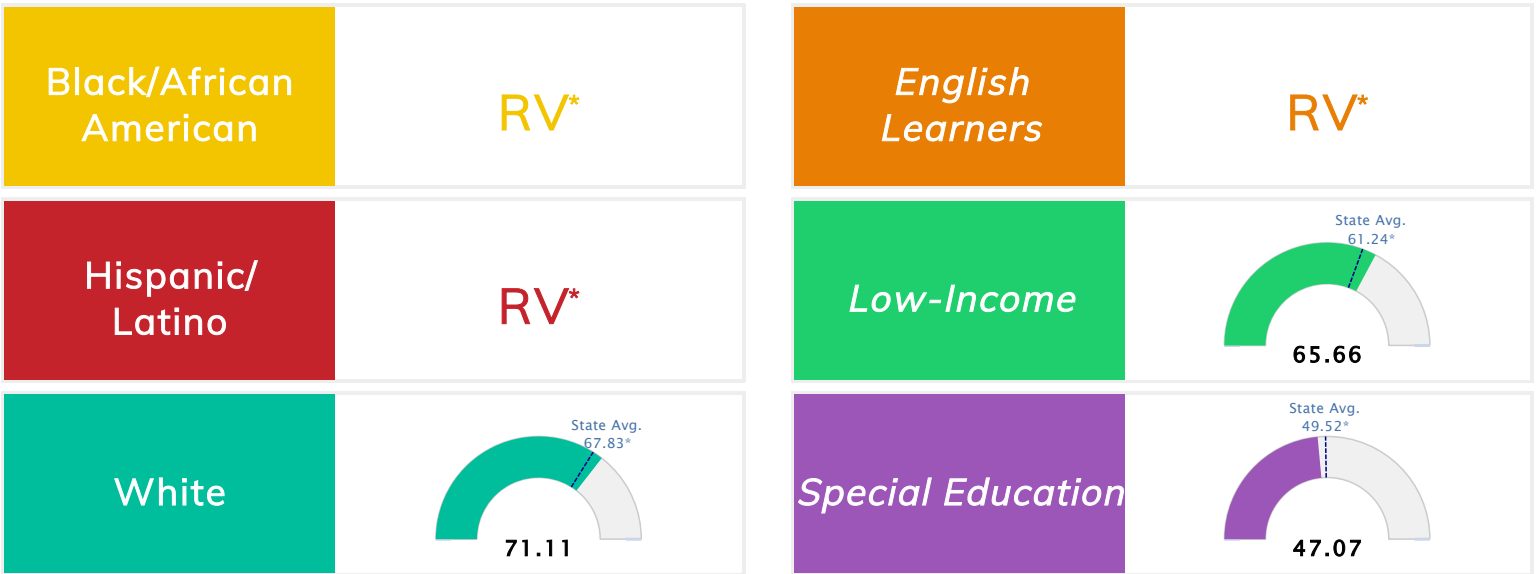 Black/African
American
RV*
English
Learners
RV*
Hispanic/
Latino
RV*
Low-Income
State Avg.
61.24*
65.66
White
State Avg.
67.83*
71.11
Special Education
State Avg.
49.52*
47.07